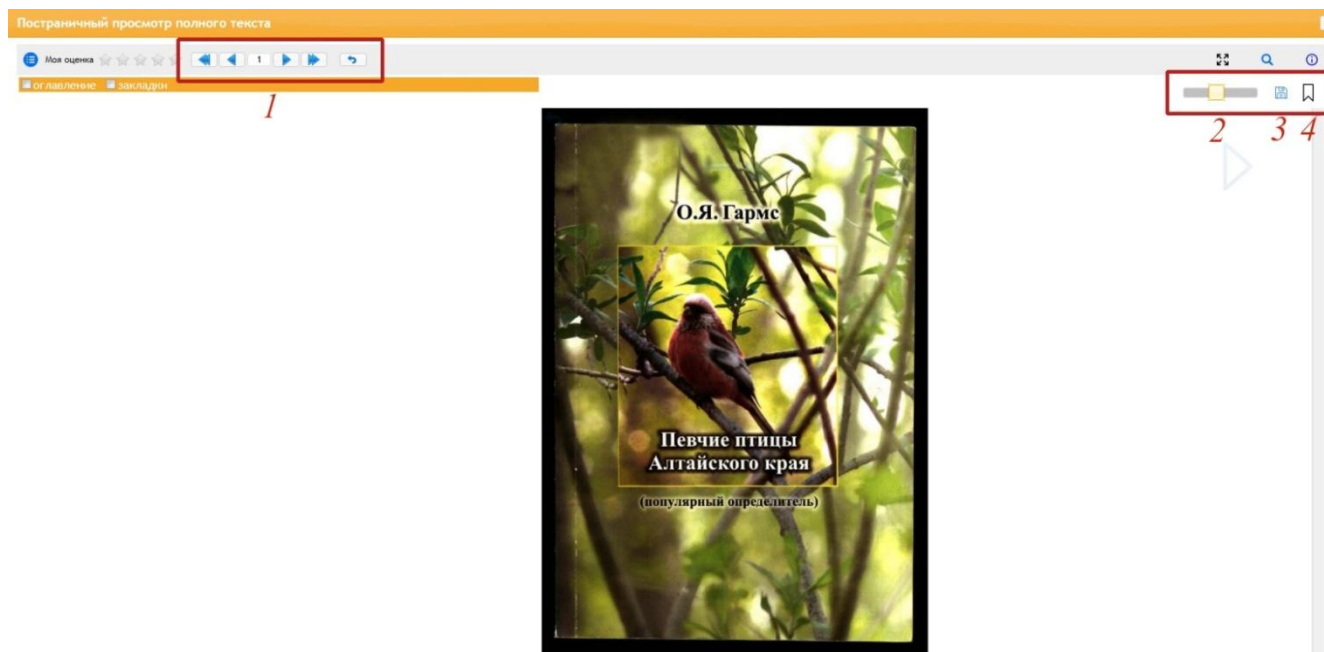 Постраничный просмотр полного текста
Моя оценка
1
оглавление закладки
1
2 3 4
О.Я. Гармс
Певчие птицы
Алтайского края
(популярный определитель)